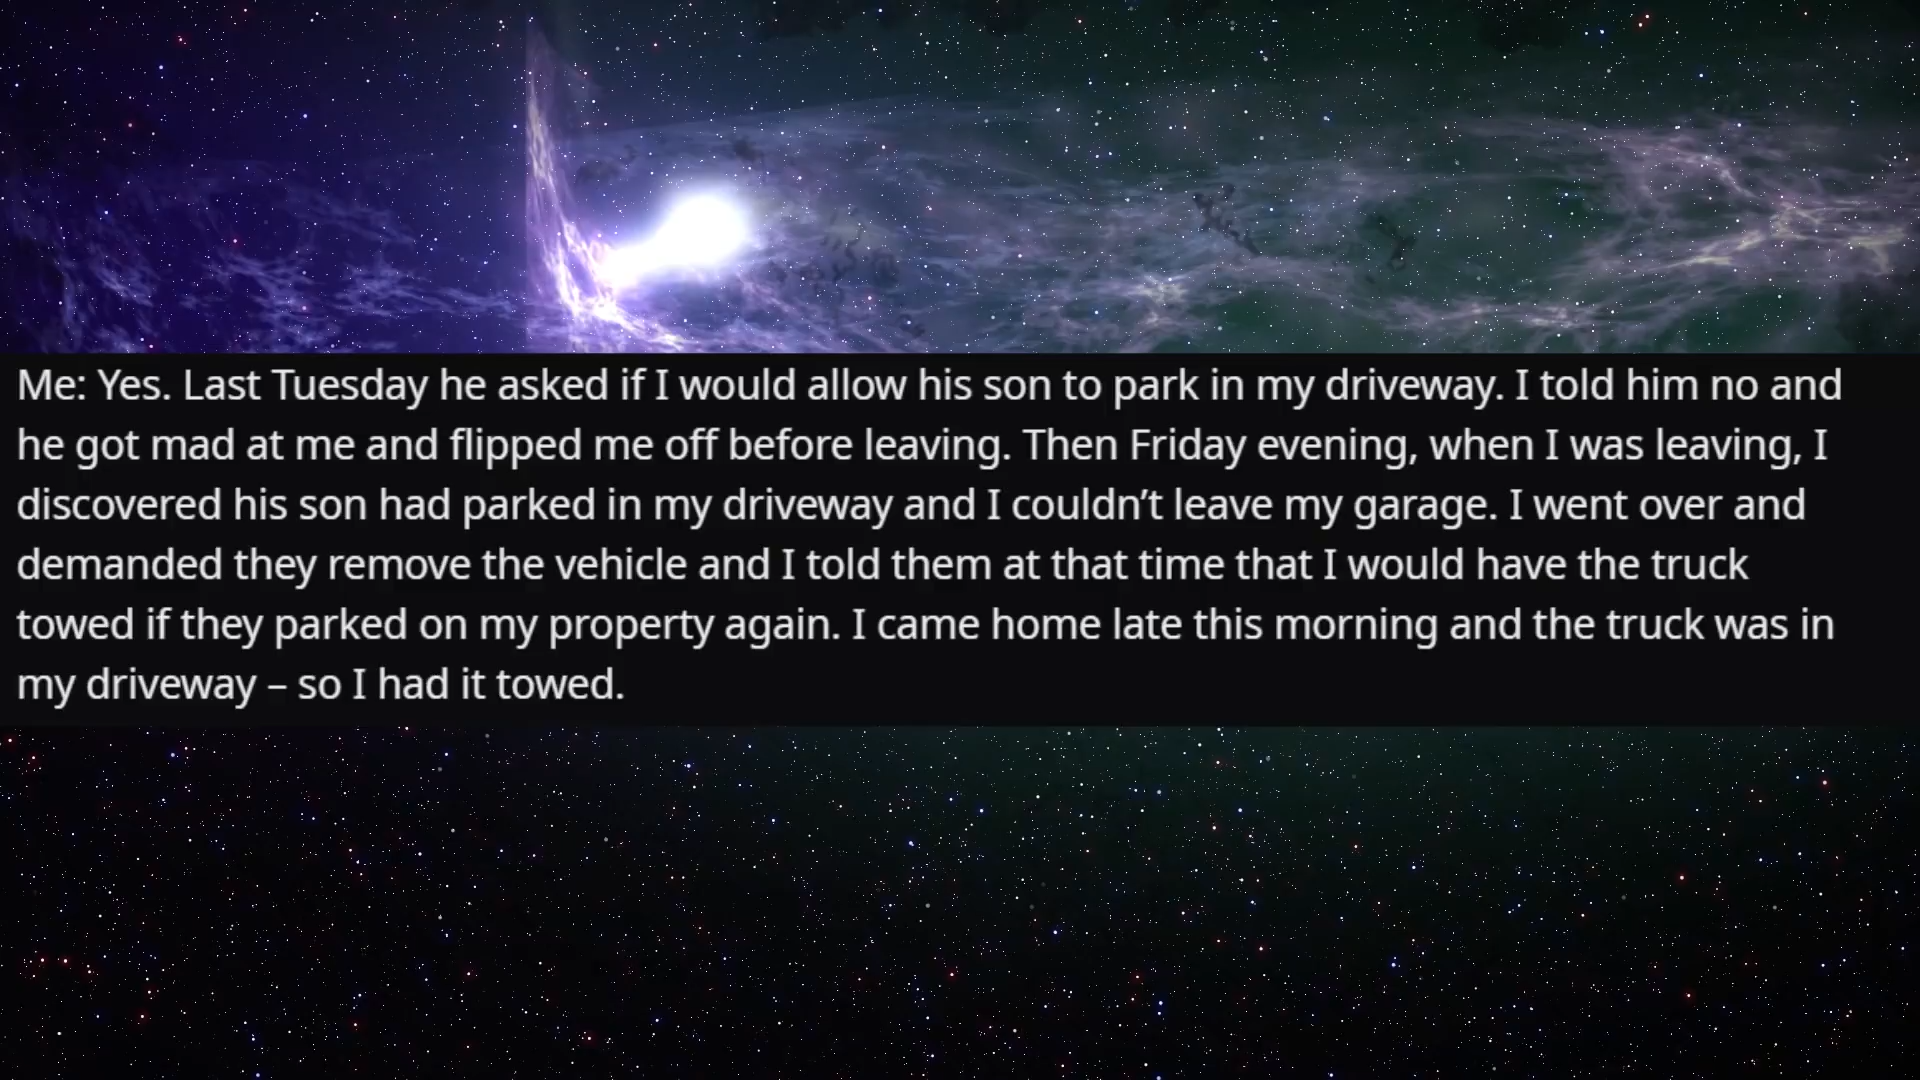 Me: Yes. Last Tuesday he asked if I would allow his son to park in my driveway. I told him no and
he got mad at me and flipped me off before leaving. Then Friday evening, when I was leaving, I
discovered his son had parked in my driveway and I couldn’t leave my garage. I went over and
demanded they remove the vehicle and I told them at that time that I would have the truck
towed if they parked on my property again. I came home late this morning and the truck was in
my driveway – so I had it towed.